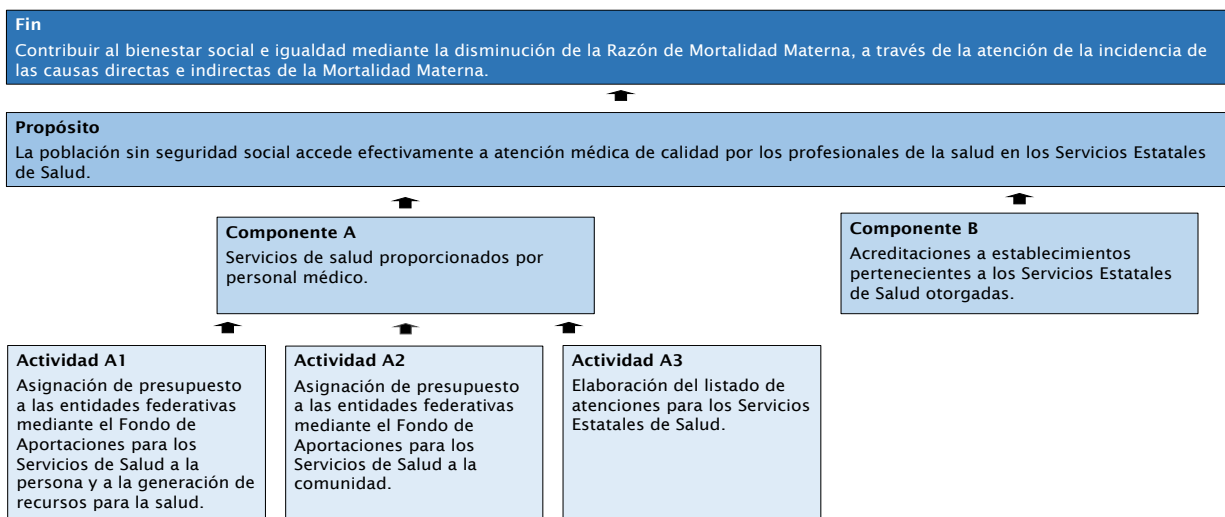 Fin
Contribuir al bienestar social e igualdad mediante la disminución de la Razón de Mortalidad Materna, a través de la atención de la incidencia de
las causas directas e indirectas de la Mortalidad Materna.
Propósito
La población sin seguridad social accede efectivamente a atención médica de calidad por los profesionales de la salud en los Servicios Estatales
de Salud.
Componente A
Servicios de salud proporcionados por
personal médico.
Componente B
Acreditaciones a establecimientos
pertenecientes a los Servicios Estatales
de Salud otorgadas.
Actividad A1
Asignación de presupuesto
a las entidades federativas
mediante el Fondo de
Aportaciones para los
Servicios de Salud a la
persona y a la generación de
recursos para la salud.
Actividad A2
Asignación de presupuesto
a las entidades federativas
mediante el Fondo de
Aportaciones para los
Servicios de Salud a la
comunidad.
Actividad A3
Elaboración del listado de
atenciones para los Servicios
Estatales de Salud.